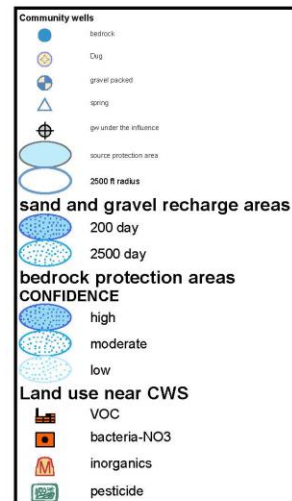 Community wells
bedrock
Dug
gravel packed
spring
gw under the influence
source protection area
2500 ft radius
sand and gravel recharge areas
200 day
2500 day
bedrock protection areas
CONFIDENCE
high
moderate
low
Land use near CWS
VOC
bacteria-NO3
M inorganics
pesticide